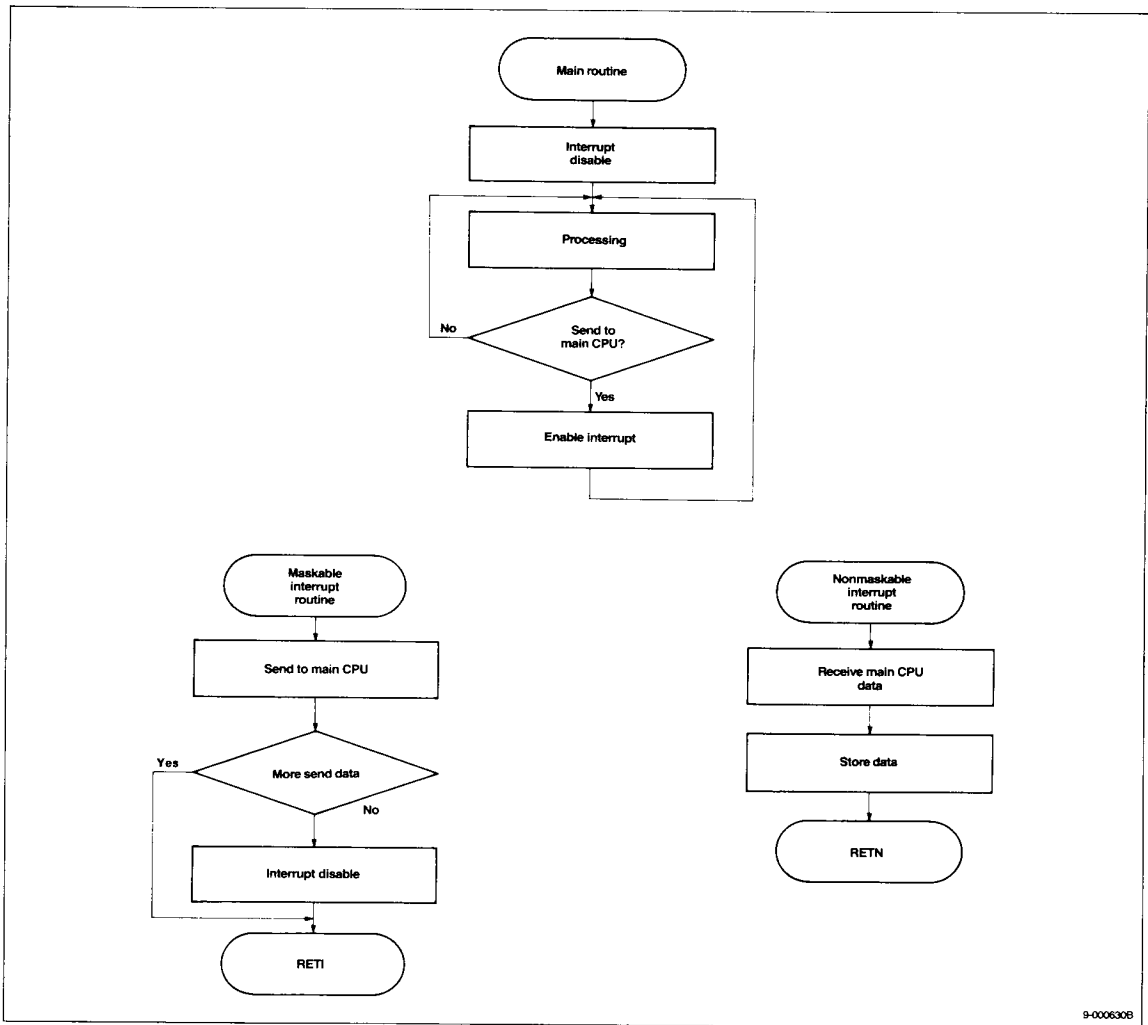 Main routine
Interrupt
disable
Processing
No
Send to
main CPU?
Yes
Enable interrupt
Maskable
interrupt
routine
Send to main CPU
Yes
More send data
No
Interrupt disable
RETI
Nonmaskable
interrupt
routine
Receive main CPU
data
Store data
RETN
9-000630B